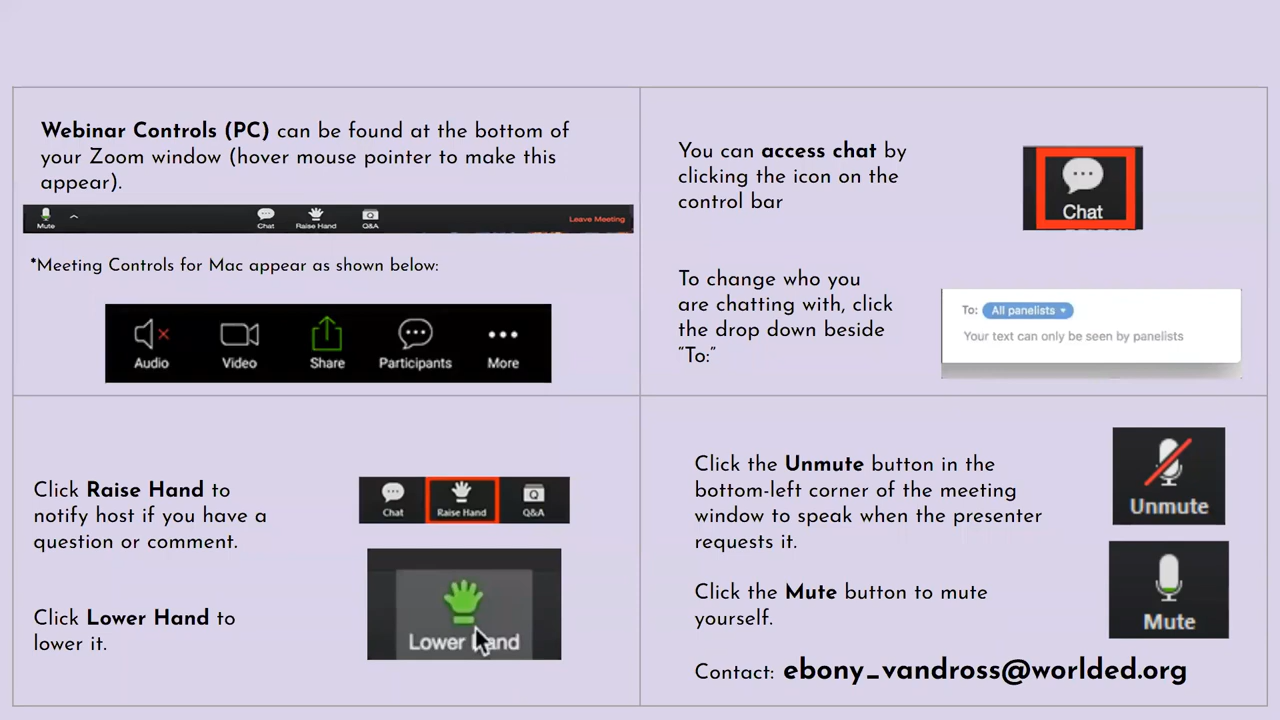 Webinar Controls (PC) can be found at the bottom of
your Zoom window (hover mouse pointer to make this
appear).
Mute
Chat
Raise Hand
Q&A
Leave Meeting
*Meeting Controls for Mac appear as shown below:
Audio
Video
Share
Participants
More
You can access chat by
clicking the icon on the
control bar
Chat
To change who you
are chatting with, click
the drop down beside
“To:”
To: All panelists
Your text can only be seen by panelists
Click Raise Hand to
notify host if you have a
question or comment.
Chat
Raise Hand
Q&A
Click Lower Hand to
lower it.
Lower Hand
Click the Unmute button in the
bottom-left corner of the meeting
window to speak when the presenter
requests it.
Unmute
Click the Mute button to mute
yourself.
Mute
Contact: ebony_vandross@worlded.org